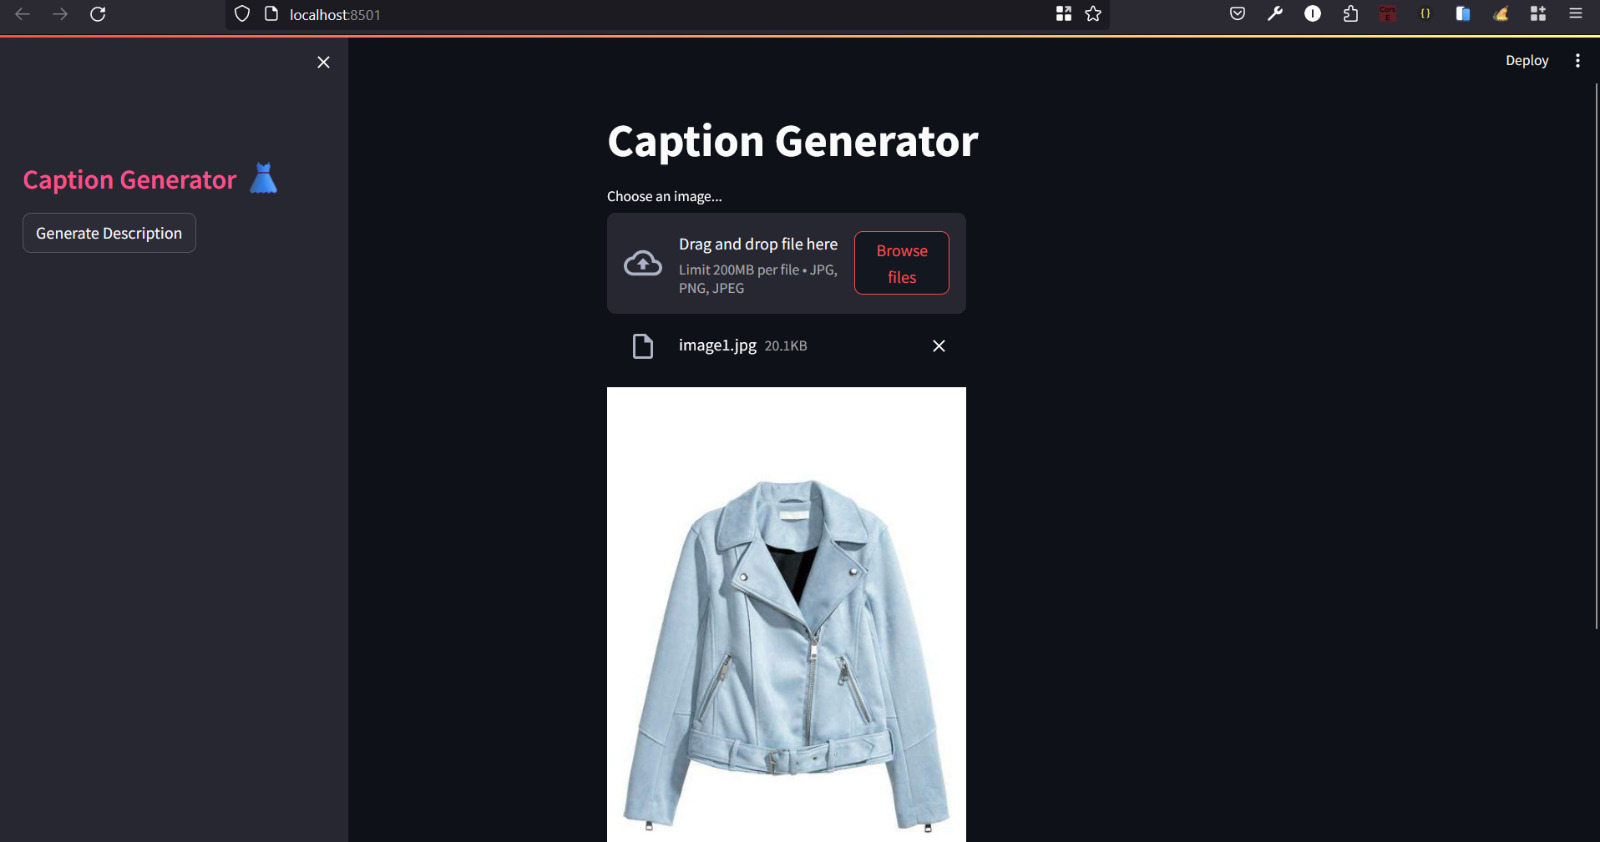 localhost:8501
Deploy
Caption Generator
Generate Description
Caption Generator
Choose an image...
Drag and drop file here
Limit 200MB per file • JPG,
PNG, JPEG
Browse
files
image1.jpg 20.1KB